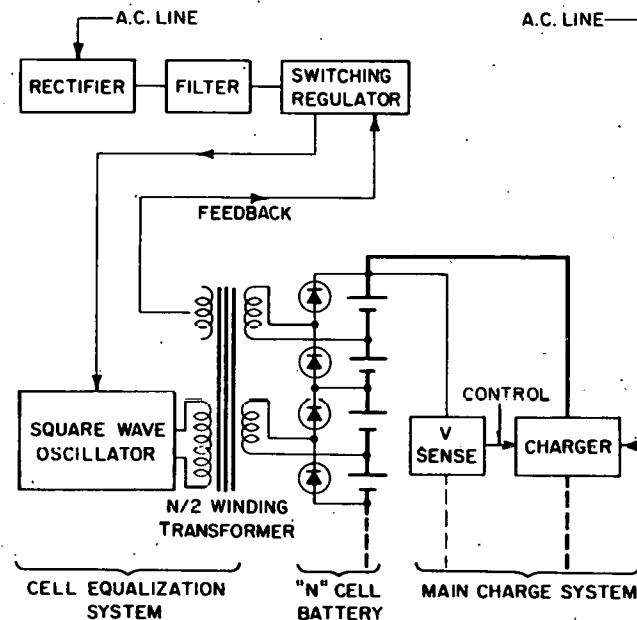 A.C. LINE
A.C. LINE
RECTIFIER
FILTER
SWITCHING
REGULATOR
FEEDBACK
SQUARE WAVE
OSCILLATOR
N/2 WINDING
TRANSFORMER
CONTROL
V
SENSE
CHARGER
CELL EQUALIZATION
SYSTEM
"N" CELL
BATTERY
MAIN CHARGE SYSTEM